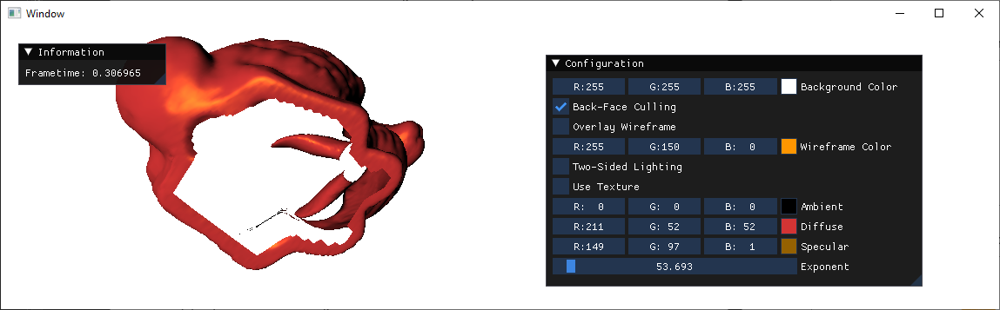 Window
Information
Frametime: 0.306965
Configuration
R:255 G:255 B:255 Background Color
Back-Face Culling
Overlay Wireframe
R:255 G:150 B: 0 Wireframe Color
Two-Sided Lighting
Use Texture
R: 0 G: 0 B: 0 Ambient
R:211 G: 52 B: 52 Diffuse
R:149 G: 97 B: 1 Specular
53.693 Exponent